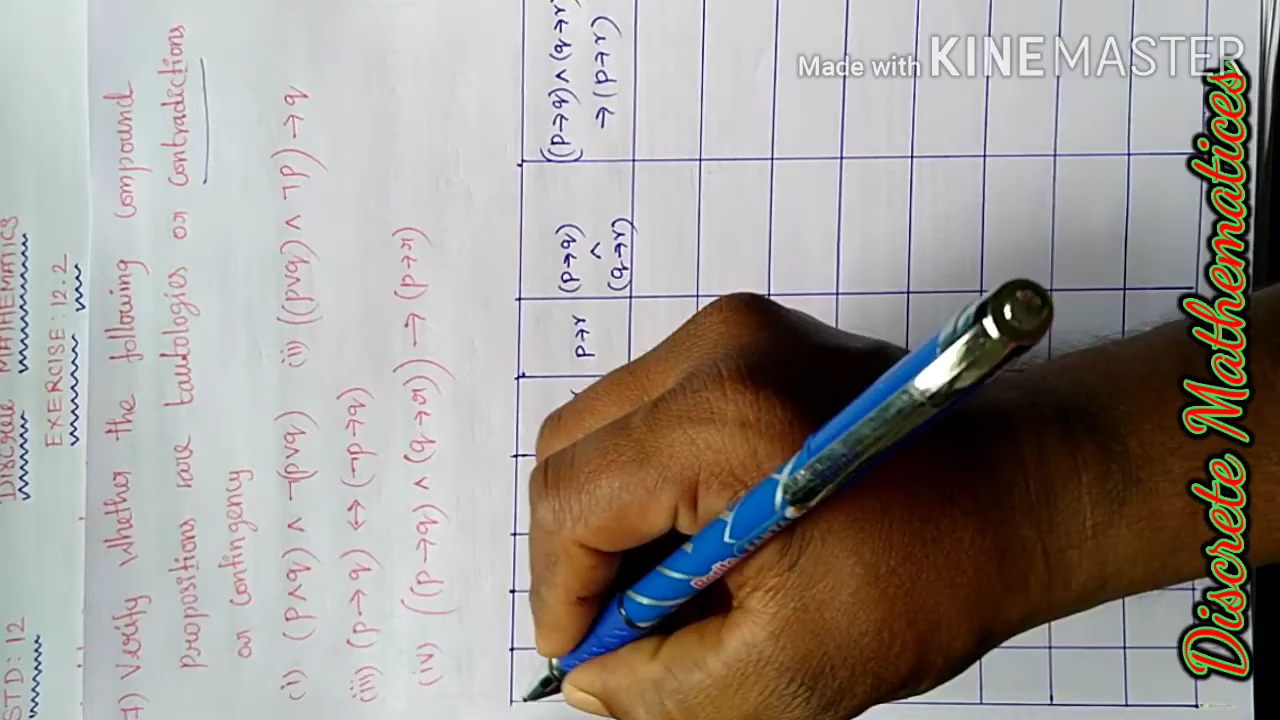 STD : 12 DISCRETE MATHEMATICS
EXERCISE : 12.2
7) Verify whether the following compound
propositions are tautologies or contradections
or contingency
(i) (p∧q) ∧ ¬(p∨q) (ii) ((p∨q) ∧ ¬p) → q
(iii) (p→q) ↔ (¬p→q)
(iv) ((p→q) ∧ (q→r)) → (p→r)
p→r
(p→q)
∧
(q→r)
((p→q)∧(q→r)
→ (p→r)
Made with KINEMASTER
Discrete Mathematices